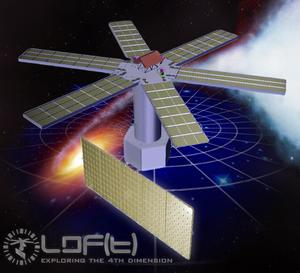 LOF(t)
EXPLORING THE 4TH DIMENSION